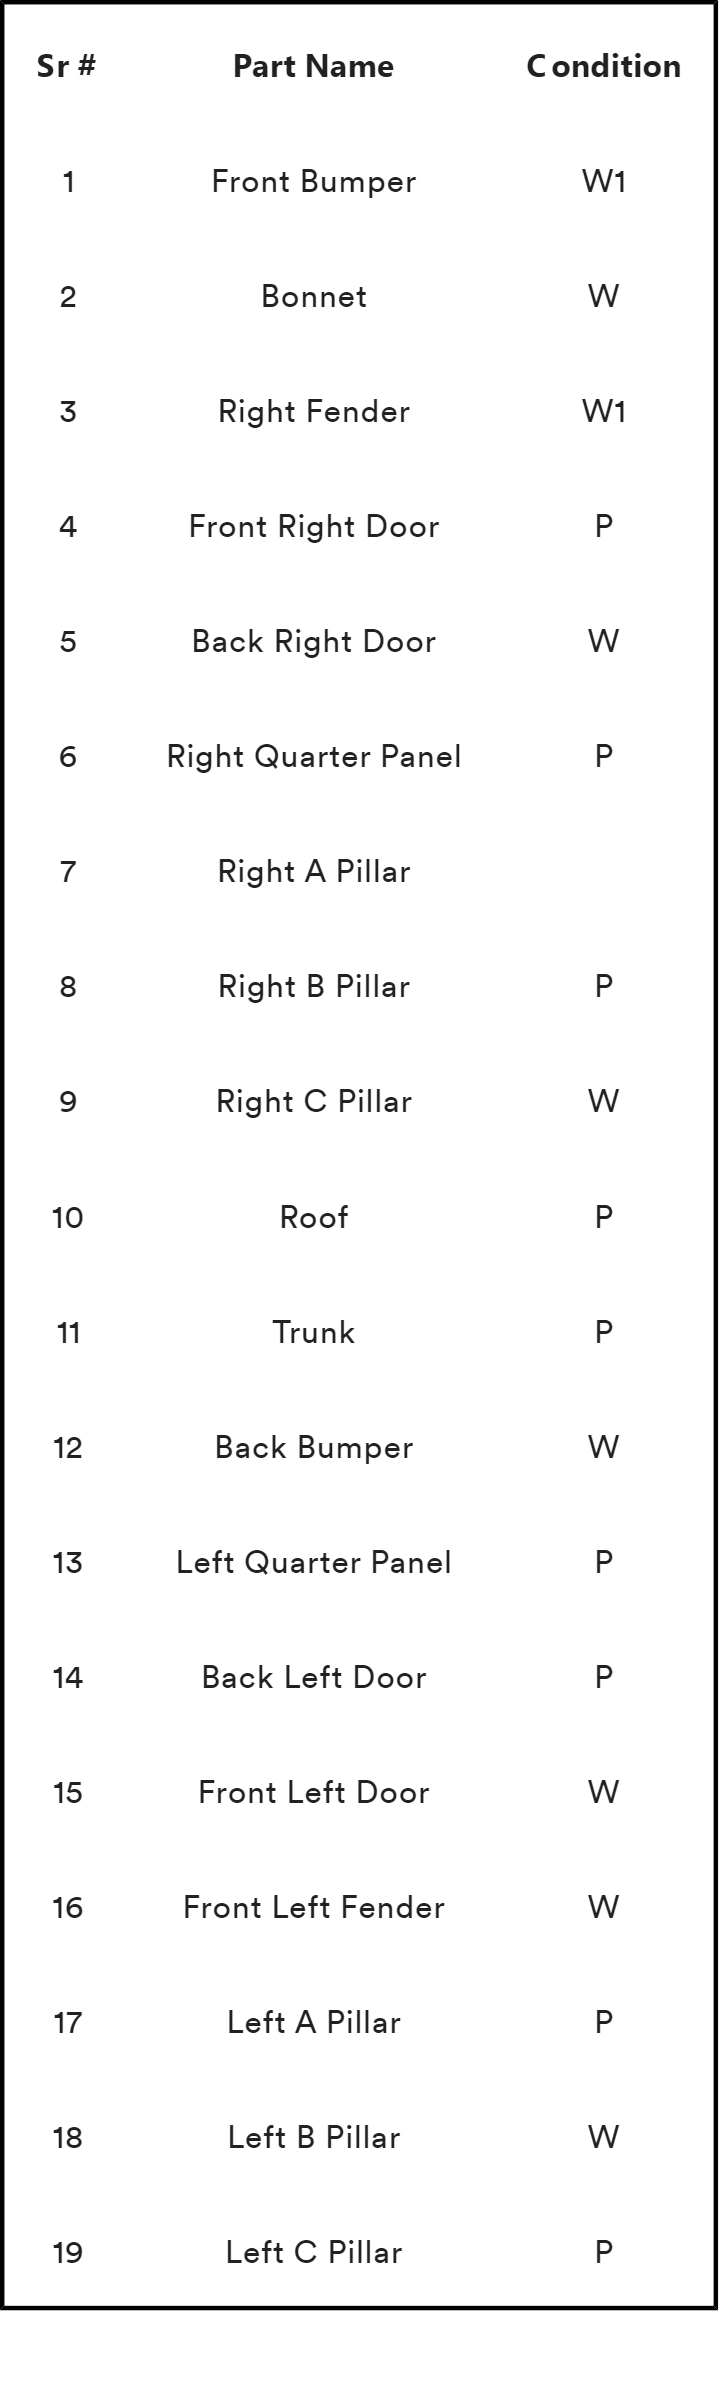 Sr # Part Name Condition
1 Front Bumper W1
2 Bonnet W
3 Right Fender W1
4 Front Right Door P
5 Back Right Door W
6 Right Quarter Panel P
7 Right A Pillar
8 Right B Pillar P
9 Right C Pillar W
10 Roof P
11 Trunk P
12 Back Bumper W
13 Left Quarter Panel P
14 Back Left Door P
15 Front Left Door W
16 Front Left Fender W
17 Left A Pillar P
18 Left B Pillar W
19 Left C Pillar P